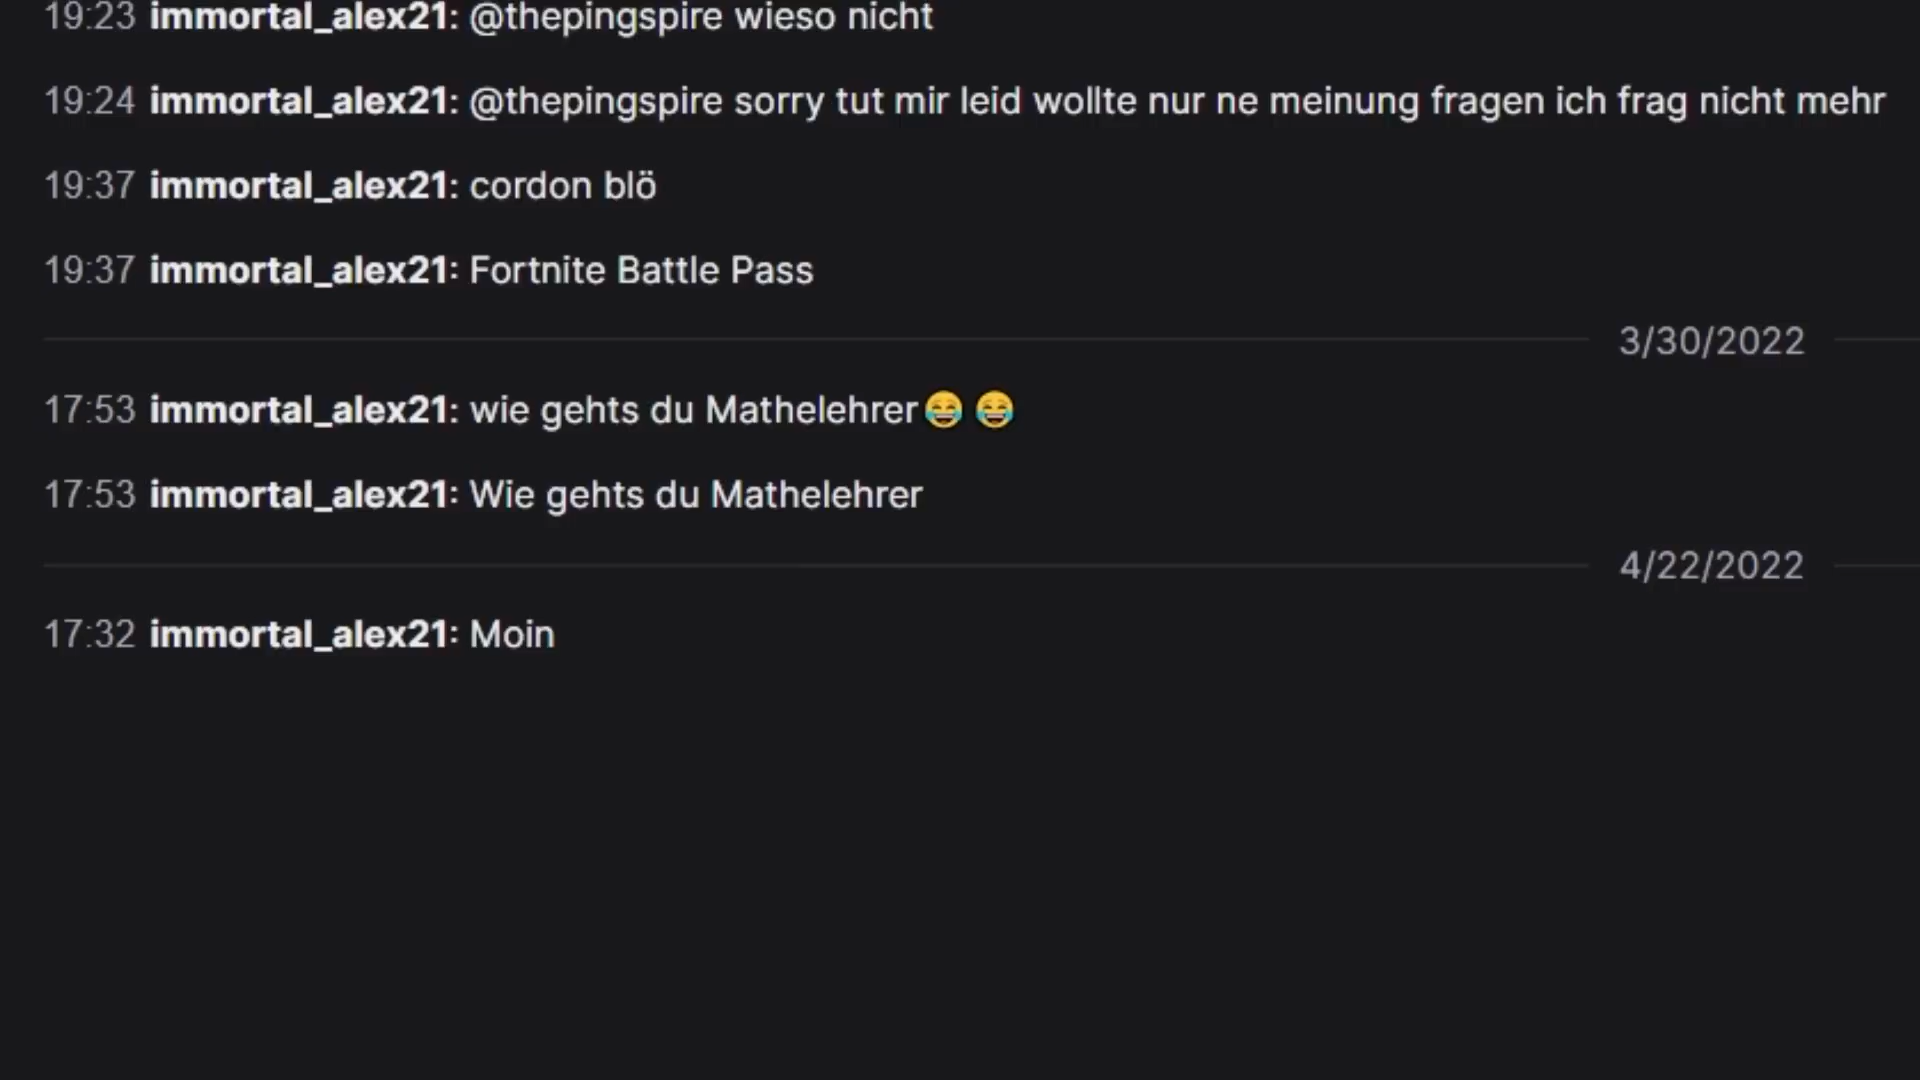 19:23 immortal_alex21: @thepingspire wieso nicht
19:24 immortal_alex21: @thepingspire sorry tut mir leid wollte nur ne meinung fragen ich frag nicht mehr
19:37 immortal_alex21: cordon blö
19:37 immortal_alex21: Fortnite Battle Pass
3/30/2022
17:53 immortal_alex21: wie gehts du Mathelehrer😂 😂
17:53 immortal_alex21: Wie gehts du Mathelehrer
4/22/2022
17:32 immortal_alex21: Moin